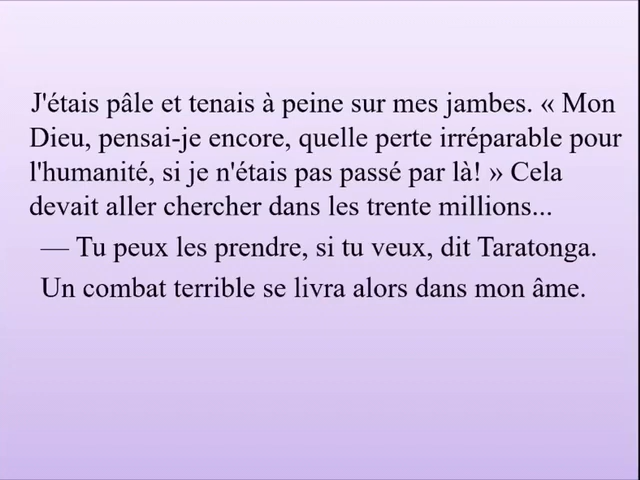 J'étais pâle et tenais à peine sur mes jambes. « Mon
Dieu, pensai-je encore, quelle perte irréparable pour
l'humanité, si je n'étais pas passé par là! » Cela
devait aller chercher dans les trente millions...
— Tu peux les prendre, si tu veux, dit Taratonga.
Un combat terrible se livra alors dans mon âme.